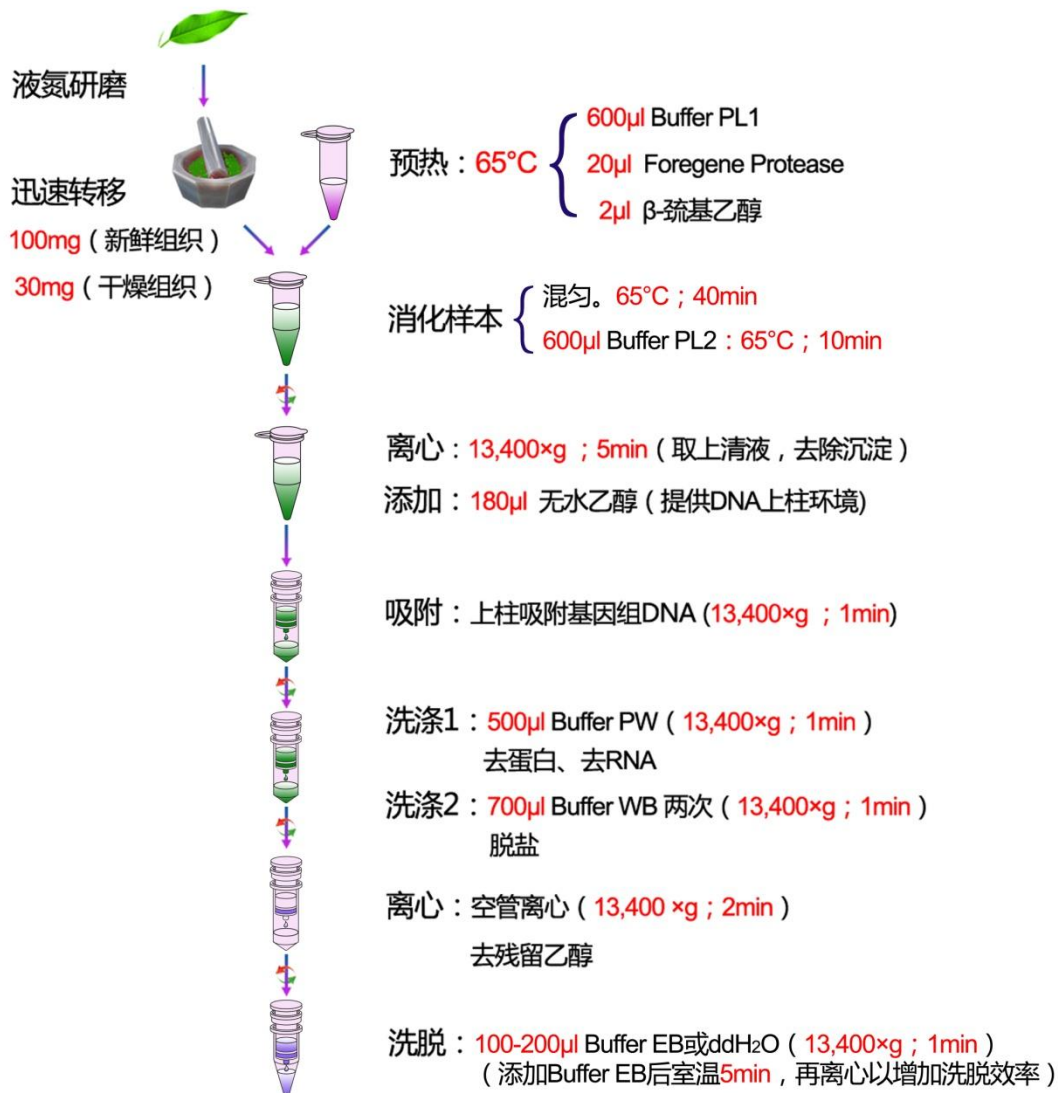 液氮研磨
迅速转移
100mg（新鲜组织）
30mg（干燥组织）
预热：65°C
600μl Buffer PL1
20μl Foregene Protease
2μl β-巯基乙醇
消化样本
混匀。65°C；40min
600μl Buffer PL2：65°C；10min
离心：13,400×g ；5min（取上清液，去除沉淀）
添加：180μl 无水乙醇（提供DNA上柱环境)
吸附：上柱吸附基因组DNA (13,400×g ；1min)
洗涤1：500μl Buffer PW（13,400×g；1min）
去蛋白、去RNA
洗涤2：700μl Buffer WB 两次（13,400×g；1min）
脱盐
离心：空管离心（13,400 ×g；2min）
去残留乙醇
洗脱：100-200μl Buffer EB或ddH₂O（13,400×g；1min）
（添加Buffer EB后室温5min，再离心以增加洗脱效率）